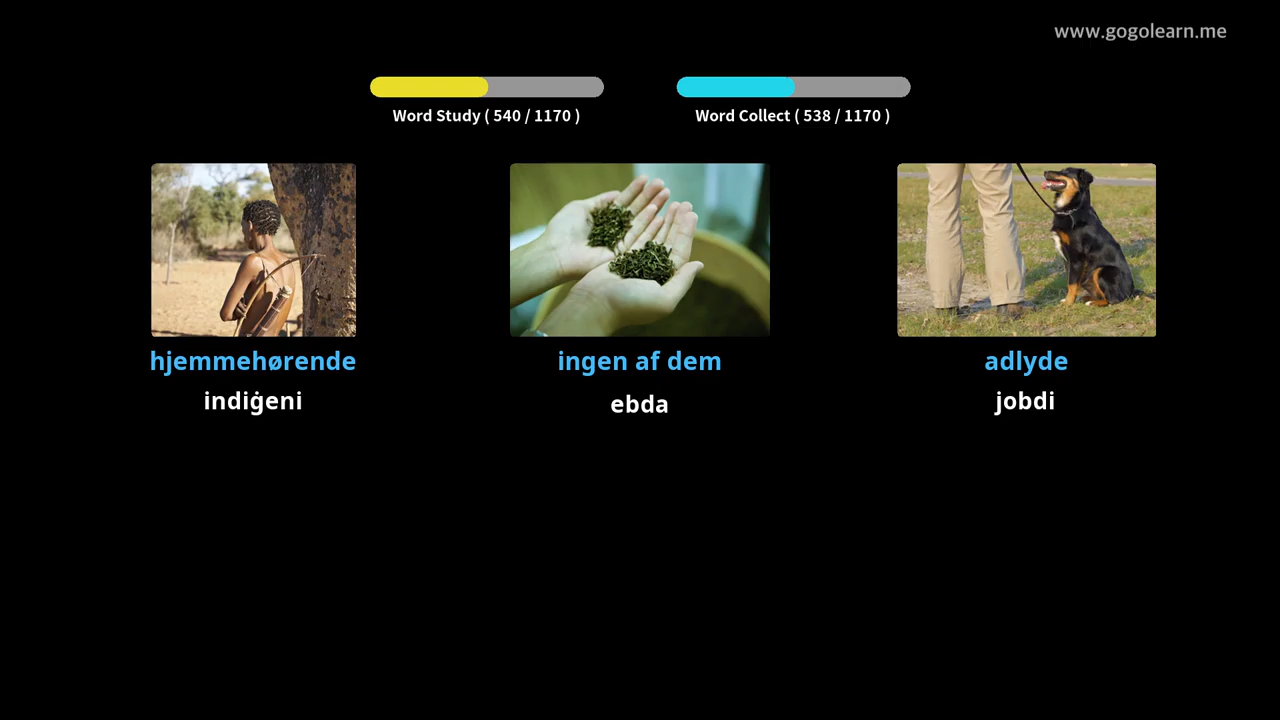 www.gogolearn.me
Word Study ( 540 / 1170 )
Word Collect ( 538 / 1170 )
hjemmehørende
ingen af dem
adlyde
indiġeni
ebda
jobdi